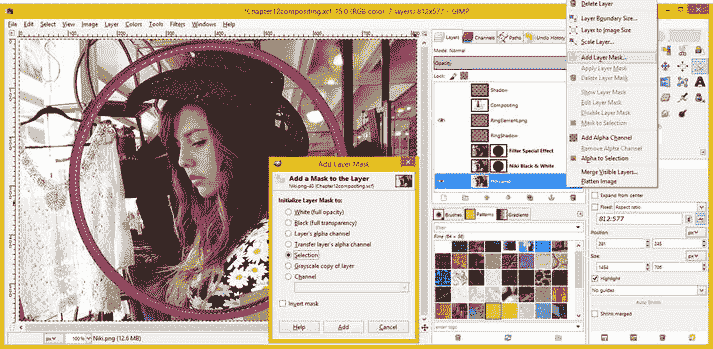 *Chapter12compositing.xcf
7 layers) 812x577 – GIMP
File Edit Select View Image Layer Colors Tools Filters Windows Help
Delete Layer
Layer Boundary Size...
Layer to Image Size
Scale Layer...
Add Layer Mask...
Apply Layer Mask
Delete Layer Mask
Show Layer Mask
Edit Layer Mask
Disable Layer Mask
Mask to Selection
Add Alpha Channel
Remove Alpha Channel
Alpha to Selection
Merge Visible Layers...
Flatten Image
Layers
Channels
Paths
Undo History
Mode: Normal
Opacity
Lock:
Shadow
Compositing
RingElement.png
RingShadow
Filter Special Effect
Niki Black & White
Brushes
Patterns
Gradients
filter
enter tags
Add Layer Mask
Add a Mask to the Layer
Initialize Layer Mask to:
White (full opacity)
Black (full transparency)
Layer's alpha channel
Transfer layer's alpha channel
Selection
Grayscale copy of layer
Channel
Invert mask
Help
Add
Cancel
Expand from center
Fixed: Aspect ratio
812:577
Position:
px
Size:
px
Highlight
No guides
Auto Shrink
Shrink merged
px
100 %
Niki.png (12.6 MB)